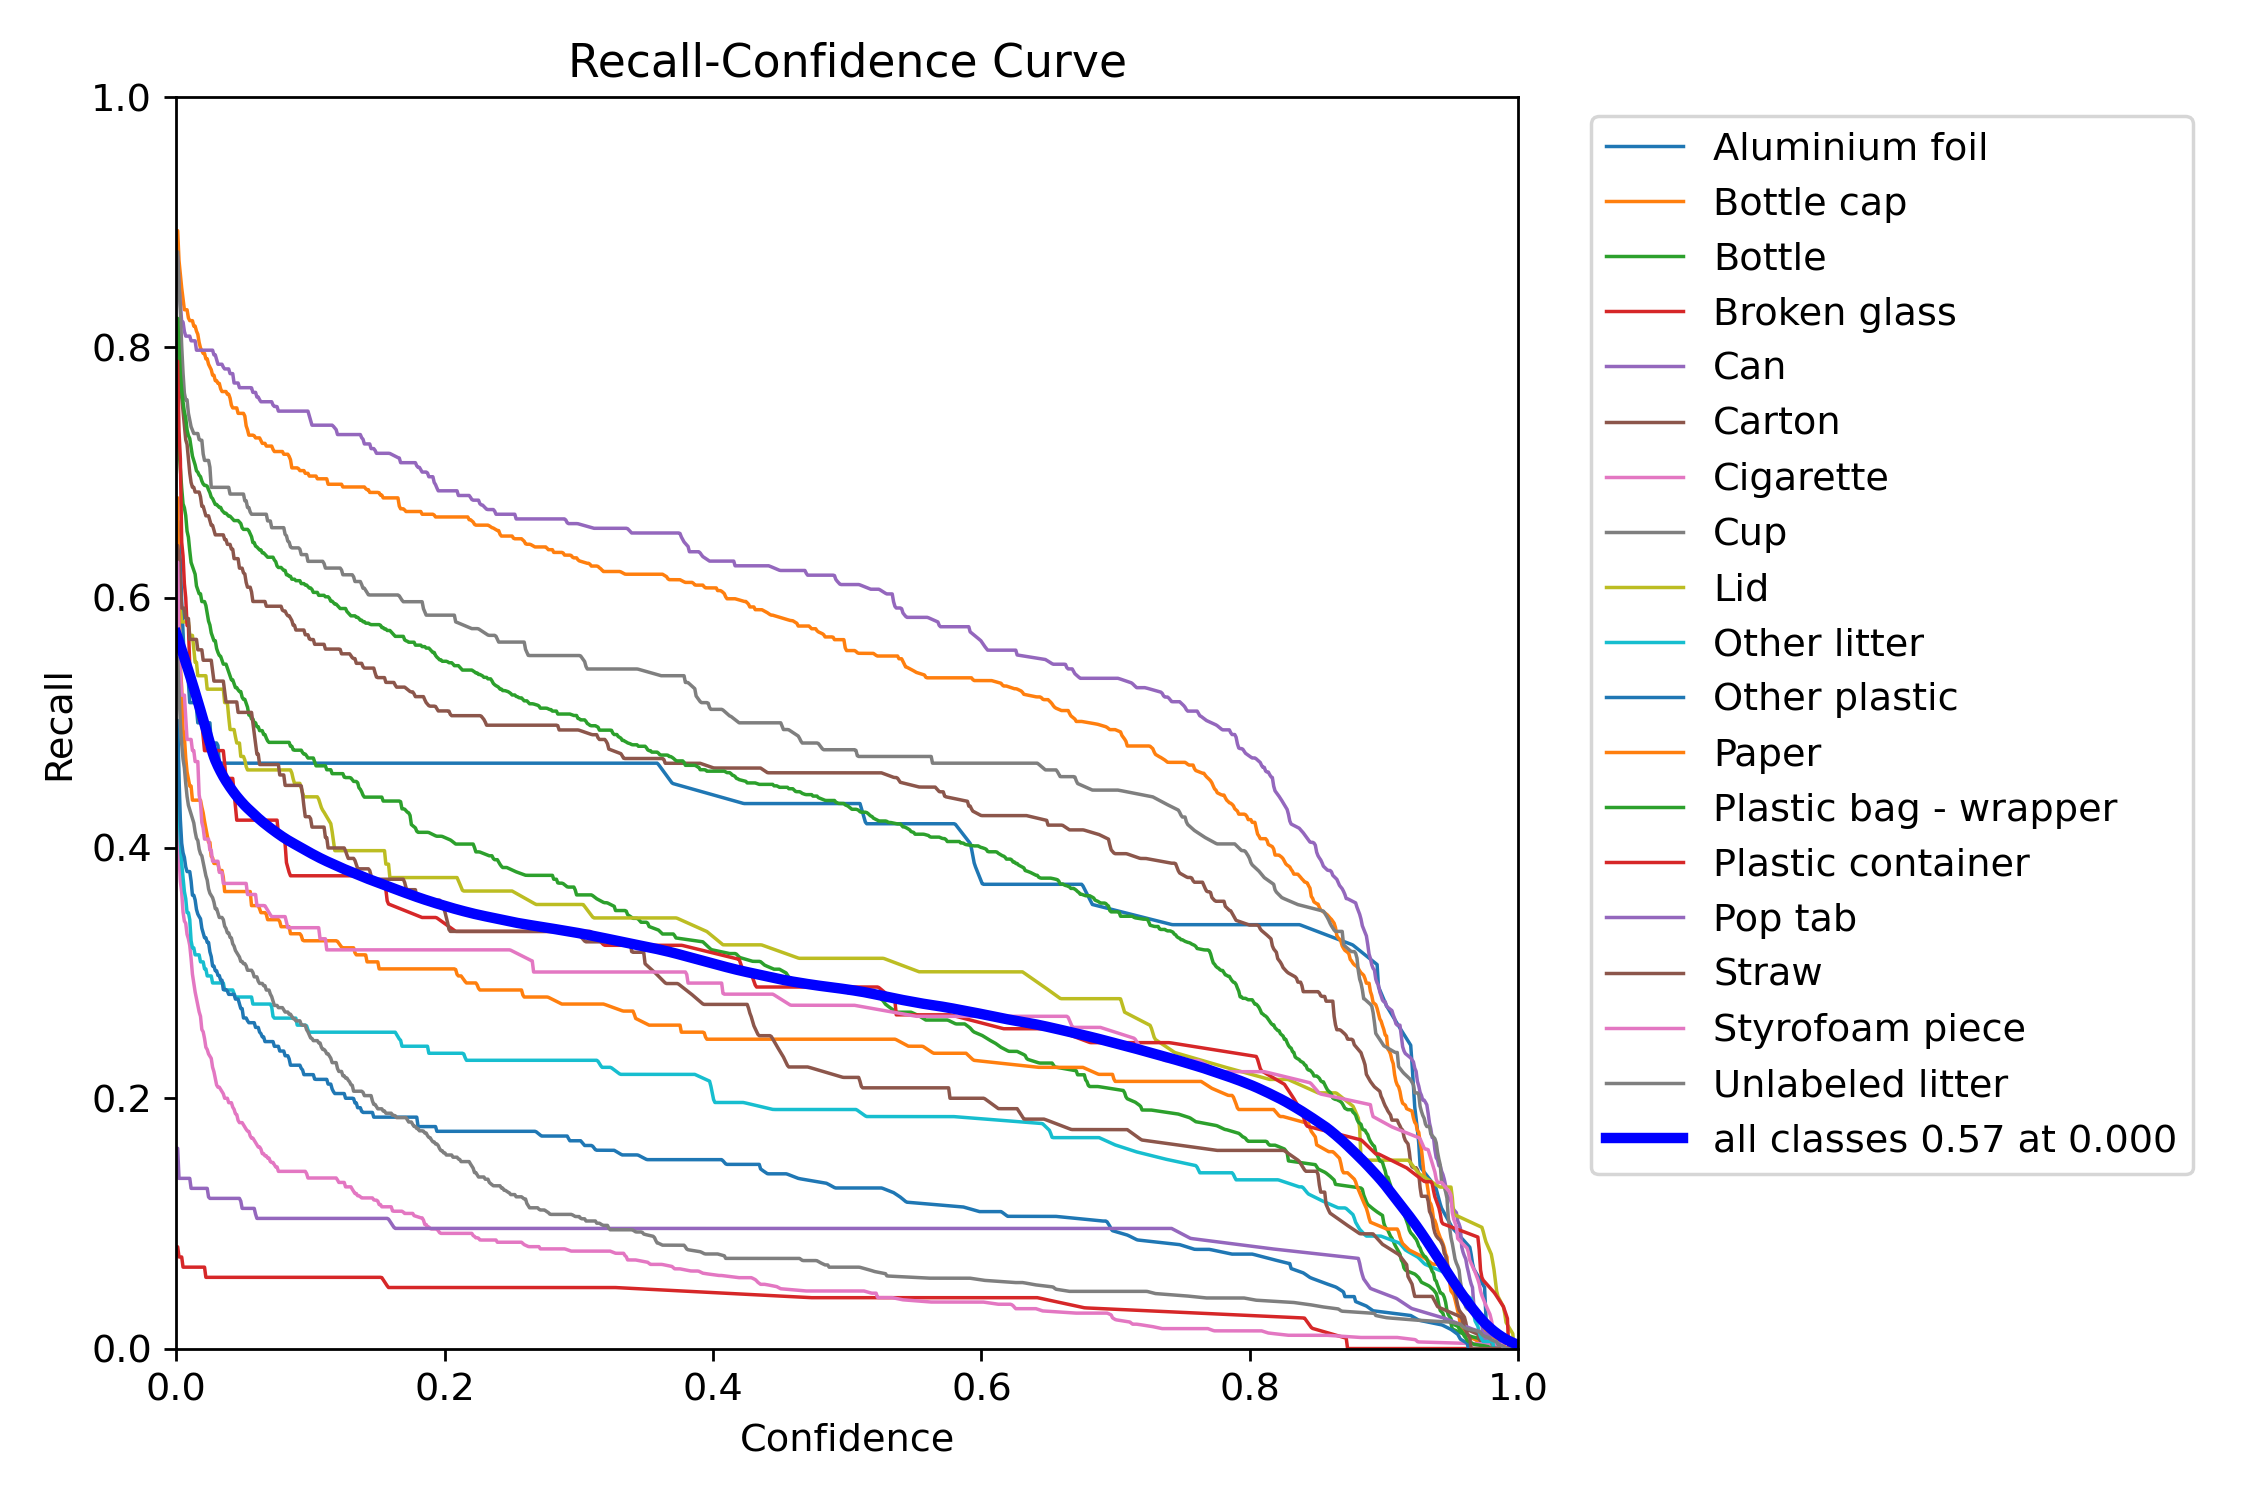 Recall-Confidence Curve
1.0
0.8
0.6
0.4
0.2
0.0
Recall
0.0 0.2 0.4 0.6 0.8 1.0
Confidence
Aluminium foil
Bottle cap
Bottle
Broken glass
Can
Carton
Cigarette
Cup
Lid
Other litter
Other plastic
Paper
Plastic bag - wrapper
Plastic container
Pop tab
Straw
Styrofoam piece
Unlabeled litter
all classes 0.57 at 0.000